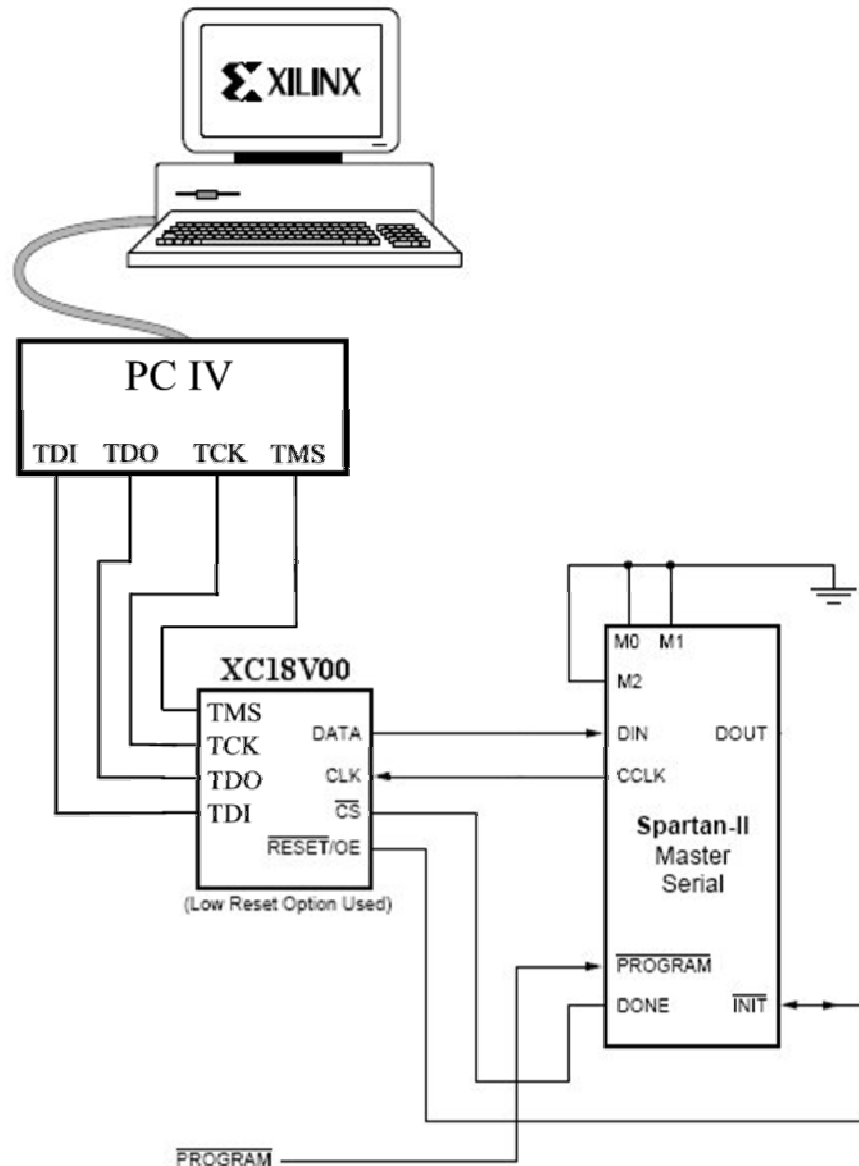 XILINX
PC IV
TDI TDO TCK TMS
M0 M1
M2
XC18V00
TMS
DATA
DIN
DOUT
TCK
TDO
CLK
CCLK
TDI
CS
Spartan-II
Master
Serial
RESET/OE
(Low Reset Option Used)
PROGRAM
DONE
INIT
PROGRAM